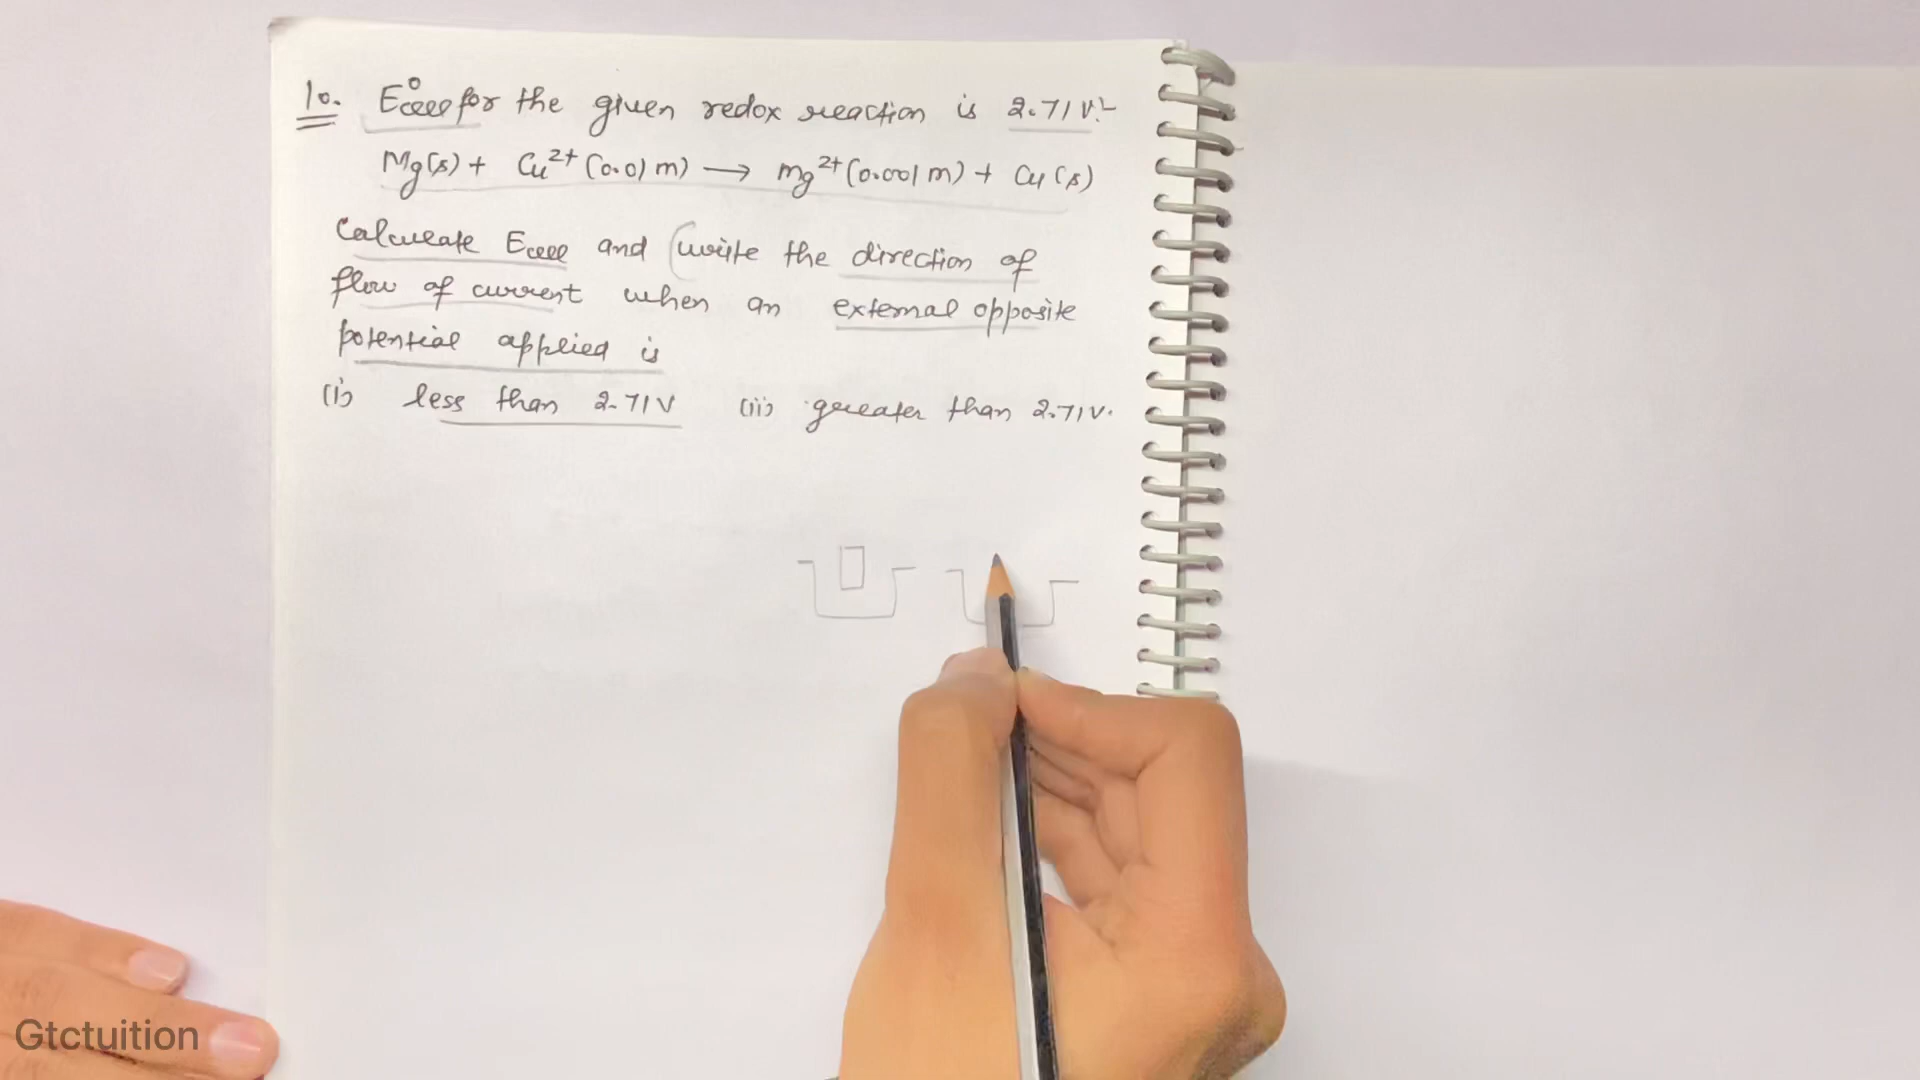 10. E°cell for the given redox reaction is 2.71 V.
Mg(s) + Cu²⁺ (0.01 m) → mg²⁺ (0.001 m) + Cu (s)
Calculate Ecell and (write the direction of
flow of current when an external opposite
potential applied is
(i) less than 2.71V (ii) greater than 2.71V.
Gtctuition